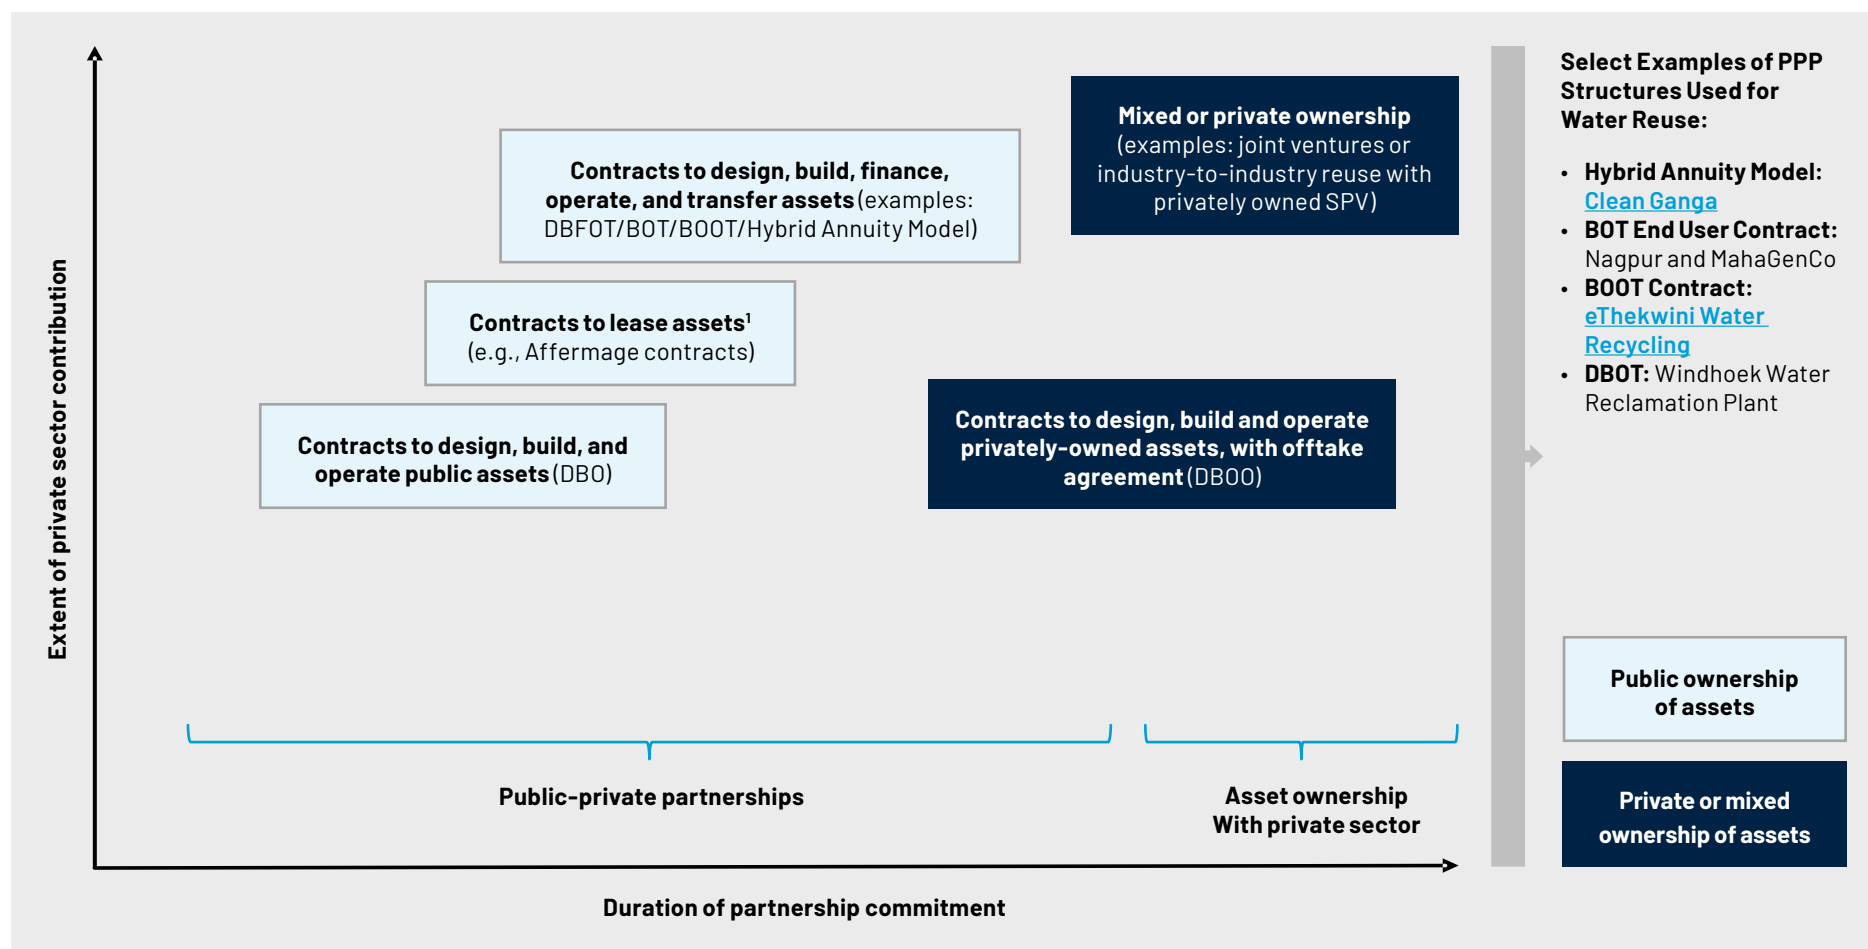 Extent of private sector contribution
Mixed or private ownership
(examples: joint ventures or
industry-to-industry reuse with
privately owned SPV)
Contracts to design, build, finance,
operate, and transfer assets (examples:
DBFOT/BOT/BOOT/Hybrid Annuity Model)
Contracts to lease assets¹
(e.g., Affermage contracts)
Contracts to design, build, and
operate public assets (DBO)
Contracts to design, build and operate
privately-owned assets, with offtake
agreement (DBOO)
Public-private partnerships
Asset ownership
With private sector
Duration of partnership commitment
Select Examples of PPP
Structures Used for
Water Reuse:
• Hybrid Annuity Model:
Clean Ganga
• BOT End User Contract:
Nagpur and MahaGenCo
• BOOT Contract:
eThekwini Water
Recycling
• DBOT: Windhoek Water
Reclamation Plant
Public ownership
of assets
Private or mixed
ownership of assets